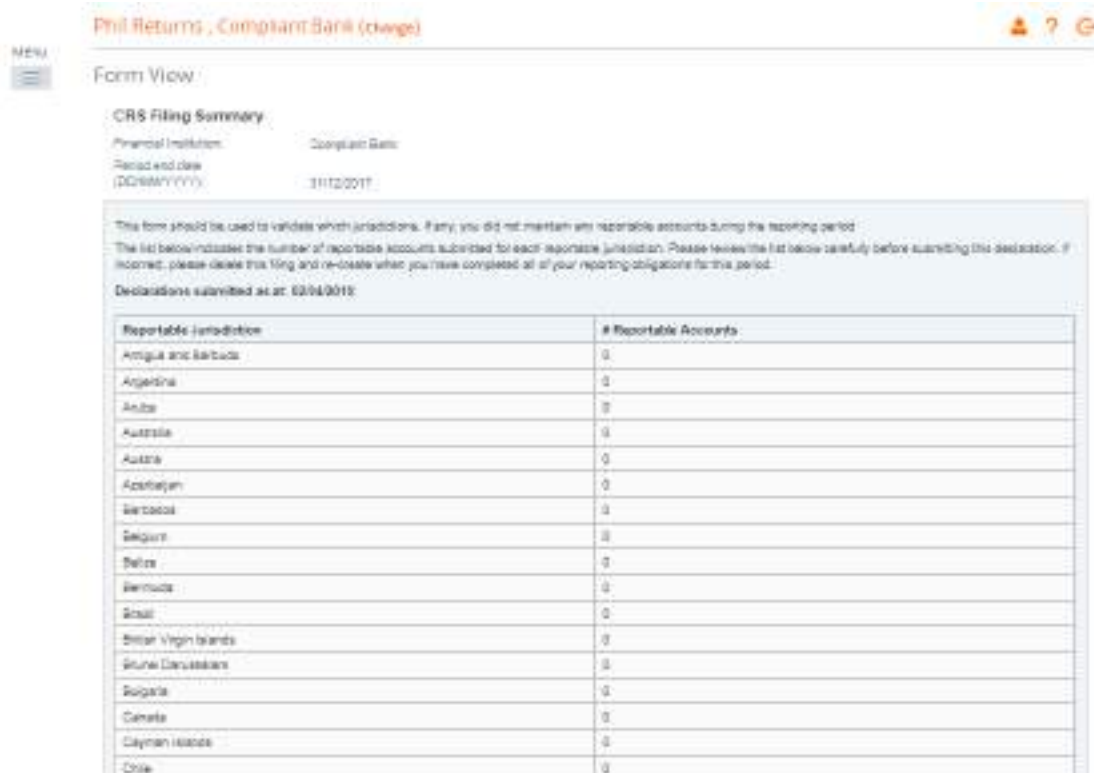 Phil Returns , Compliant Bank (change)
?
MENU
Form View
CRS Filing Summary
Financial Institution
Compliant Bank
Period end date
(DD/MM/YYYY)
31/12/2017
This form should be used to validate which jurisdictions, if any, you did not maintain any reportable accounts during the reporting period
The list below indicates the number of reportable accounts submitted for each reportable jurisdiction. Please review the list below carefully before submitting this declaration. If
incorrect, please delete this filing and re-create when you have completed all of your reporting obligations for this period.
Declarations submitted as at:
Reportable Jurisdiction # Reportable Accounts
Antigua and Barbuda 0
Argentina 0
Aruba 0
Australia 0
Austria 0
Azerbaijan 0
Barbados 0
Belgium 0
Belize 0
Bermuda 0
Brazil 0
British Virgin Islands 0
Brunei Darussalam 0
Bulgaria 0
Canada 0
Cayman Islands 0
Chile 0